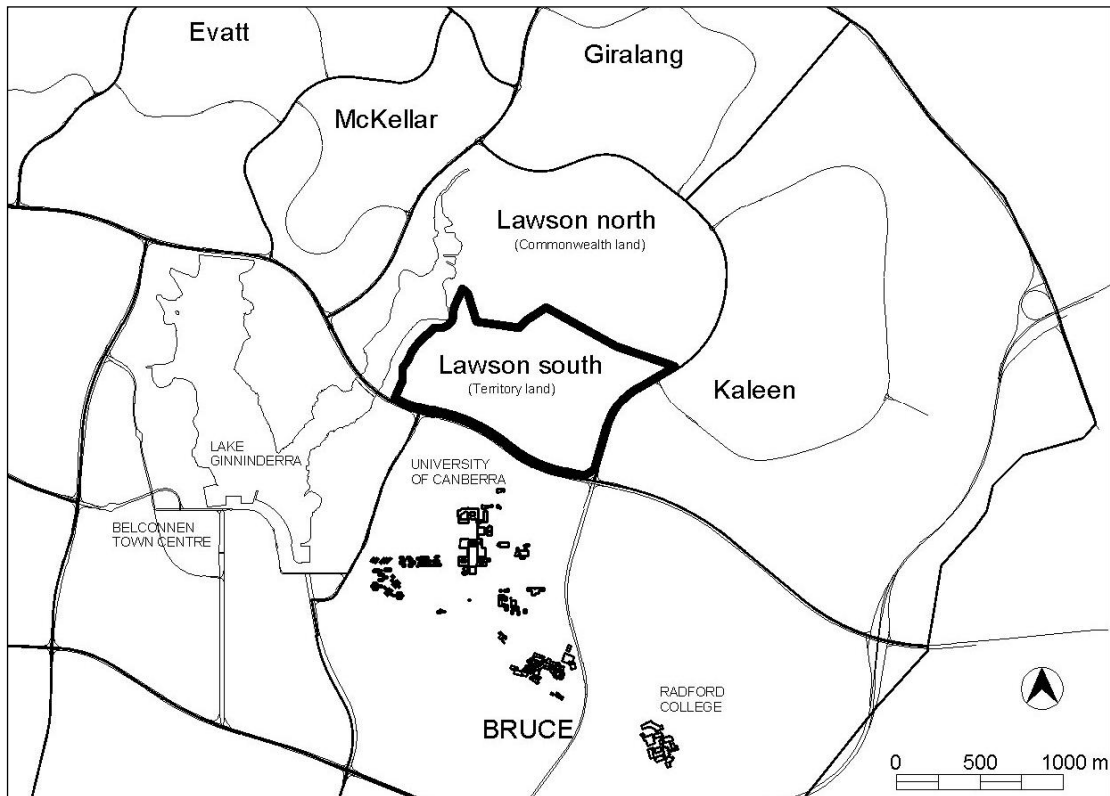 Evatt
Giralang
McKellar
Lawson north
(Commonwealth land)
Lawson south
(Territory land)
Kaleen
LAKE
GINNINDERRA
UNIVERSITY
OF CANBERRA
BELCONNEN
TOWN CENTRE
RADFORD
COLLEGE
BRUCE
0 500 1000 m